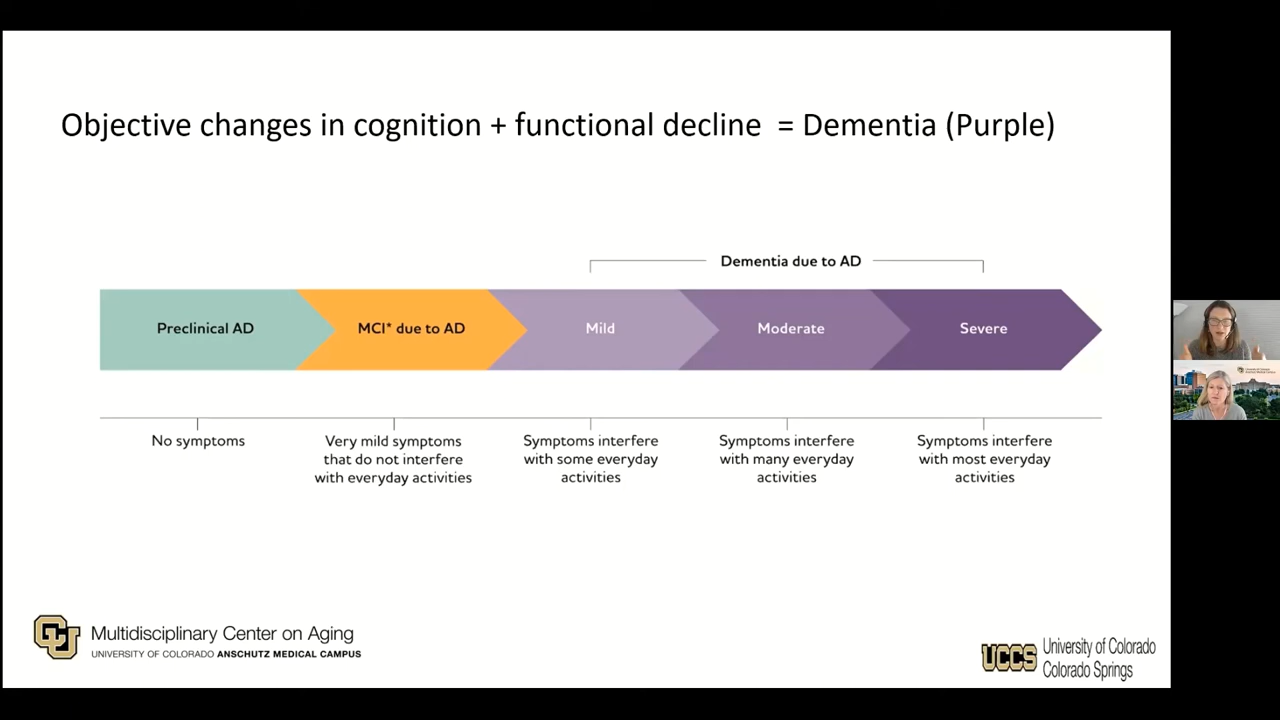 Objective changes in cognition + functional decline = Dementia (Purple)
Dementia due to AD
Preclinical AD
MCI* due to AD
Mild
Moderate
Severe
No symptoms
Very mild symptoms
that do not interfere
with everyday activities
Symptoms interfere
with some everyday
activities
Symptoms interfere
with many everyday
activities
Symptoms interfere
with most everyday
activities
CU
Multidisciplinary Center on Aging
UNIVERSITY OF COLORADO ANSCHUTZ MEDICAL CAMPUS
UCCS
University of Colorado
Colorado Springs